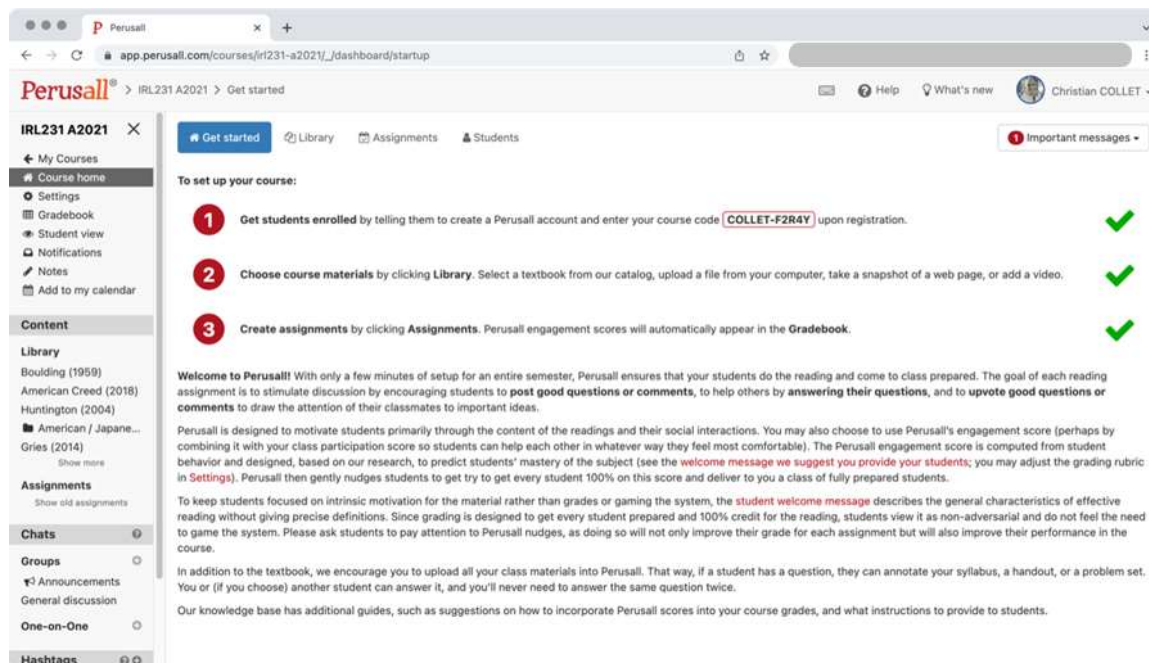 Perusall
app.perusall.com/courses/irl231-a2021/_/dashboard/startup
Perusall® > IRL231 A2021 > Get started
Help
What's new
Christian COLLET
IRL231 A2021
My Courses
Course home
Settings
Gradebook
Student view
Notifications
Notes
Add to my calendar
Content
Library
Boulding (1959)
American Creed (2018)
Huntington (2004)
American / Japane...
Gries (2014)
Show more
Assignments
Show old assignments
Chats
Groups
Announcements
General discussion
One-on-One
Hashtags
Get started
Library
Assignments
Students
1 Important messages
To set up your course:
1 Get students enrolled by telling them to create a Perusall account and enter your course code COLLET-F2R4Y upon registration.
2 Choose course materials by clicking Library. Select a textbook from our catalog, upload a file from your computer, take a snapshot of a web page, or add a video.
3 Create assignments by clicking Assignments. Perusall engagement scores will automatically appear in the Gradebook.
Welcome to Perusall! With only a few minutes of setup for an entire semester, Perusall ensures that your students do the reading and come to class prepared. The goal of each reading
assignment is to stimulate discussion by encouraging students to post good questions or comments, to help others by answering their questions, and to upvote good questions or
comments to draw the attention of their classmates to important ideas.
Perusall is designed to motivate students primarily through the content of the readings and their social interactions. You may also choose to use Perusall's engagement score (perhaps by
combining it with your class participation score so students can help each other in whatever way they feel most comfortable). The Perusall engagement score is computed from student
behavior and designed, based on our research, to predict students' mastery of the subject (see the welcome message we suggest you provide your students; you may adjust the grading rubric
in Settings). Perusall then gently nudges students to get try to get every student 100% on this score and deliver to you a class of fully prepared students.
To keep students focused on intrinsic motivation for the material rather than grades or gaming the system, the student welcome message describes the general characteristics of effective
reading without giving precise definitions. Since grading is designed to get every student prepared and 100% credit for the reading, students view it as non-adversarial and do not feel the need
to game the system. Please ask students to pay attention to Perusall nudges, as doing so will not only improve their grade for each assignment but will also improve their performance in the
course.
In addition to the textbook, we encourage you to upload all your class materials into Perusall. That way, if a student has a question, they can annotate your syllabus, a handout, or a problem set.
You or (if you choose) another student can answer it, and you'll never need to answer the same question twice.
Our knowledge base has additional guides, such as suggestions on how to incorporate Perusall scores into your course grades, and what instructions to provide to students.